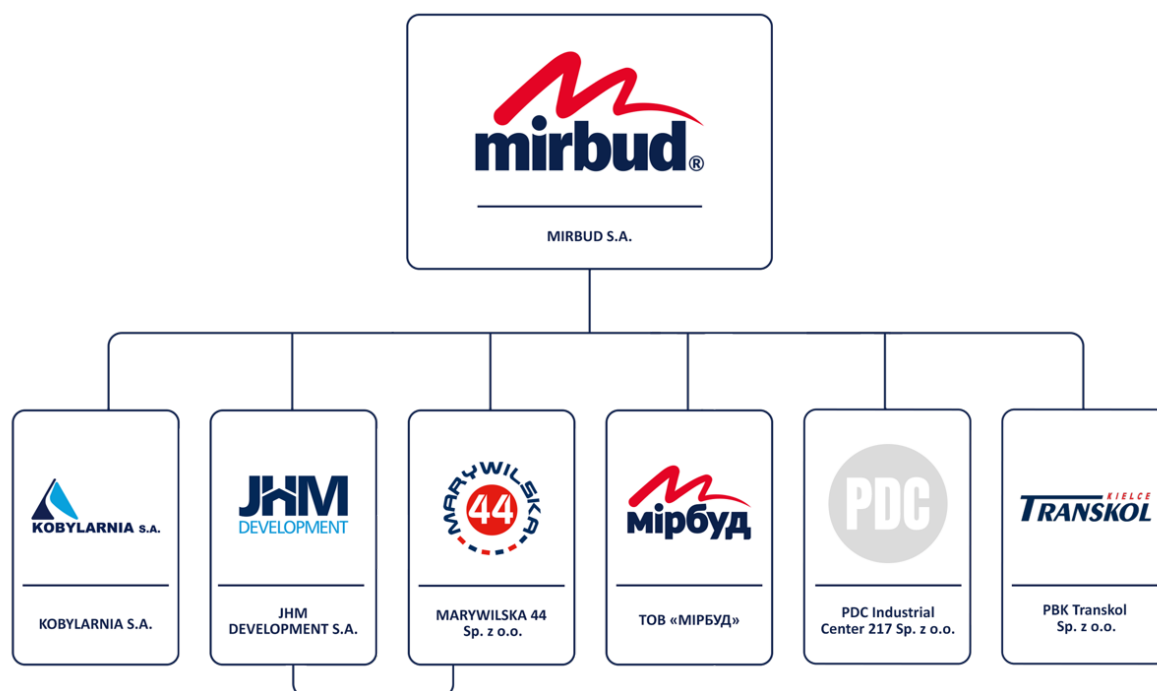 mirbud®
MIRBUD S.A.
KOBYLARNIA S.A.
KOBYLARNIA S.A.
JHM
DEVELOPMENT
JHM
DEVELOPMENT S.A.
MARYWILSKA
44
MARYWILSKA 44
Sp. z o.o.
мірбуд
ТОВ «МІРБУД»
PDC
PDC Industrial
Center 217 Sp. z o.o.
KIELCE
TRANSKOL
PBK Transkol
Sp. z o.o.